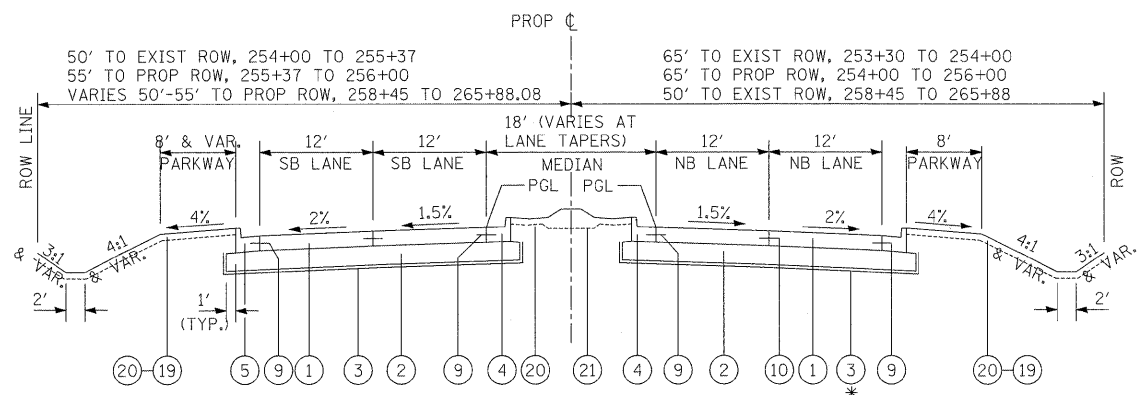 PROP ℄
50' TO EXIST ROW, 254+00 TO 255+37
55' TO PROP ROW, 255+37 TO 256+00
VARIES 50'-55' TO PROP ROW, 258+45 TO 265+88.08
65' TO EXIST ROW, 253+30 TO 254+00
65' TO PROP ROW, 254+00 TO 256+00
50' TO EXIST ROW, 258+45 TO 265+88
ROW LINE
8' & VAR.
PARKWAY
12'
SB LANE
12'
SB LANE
18' (VARIES AT
LANE TAPERS)
MEDIAN
12'
NB LANE
12'
NB LANE
8'
PARKWAY
ROW
PGL
PGL
4%
2%
1.5%
1.5%
2%
4%
3:1
& VAR.
4:1
& VAR.
4:1
& VAR.
3:1
& VAR.
2'
1'
(TYP.)
2'
20 19 5 9 1 3 2 9 4 20 21 4 9 2 10 1 3 9 20 19
*